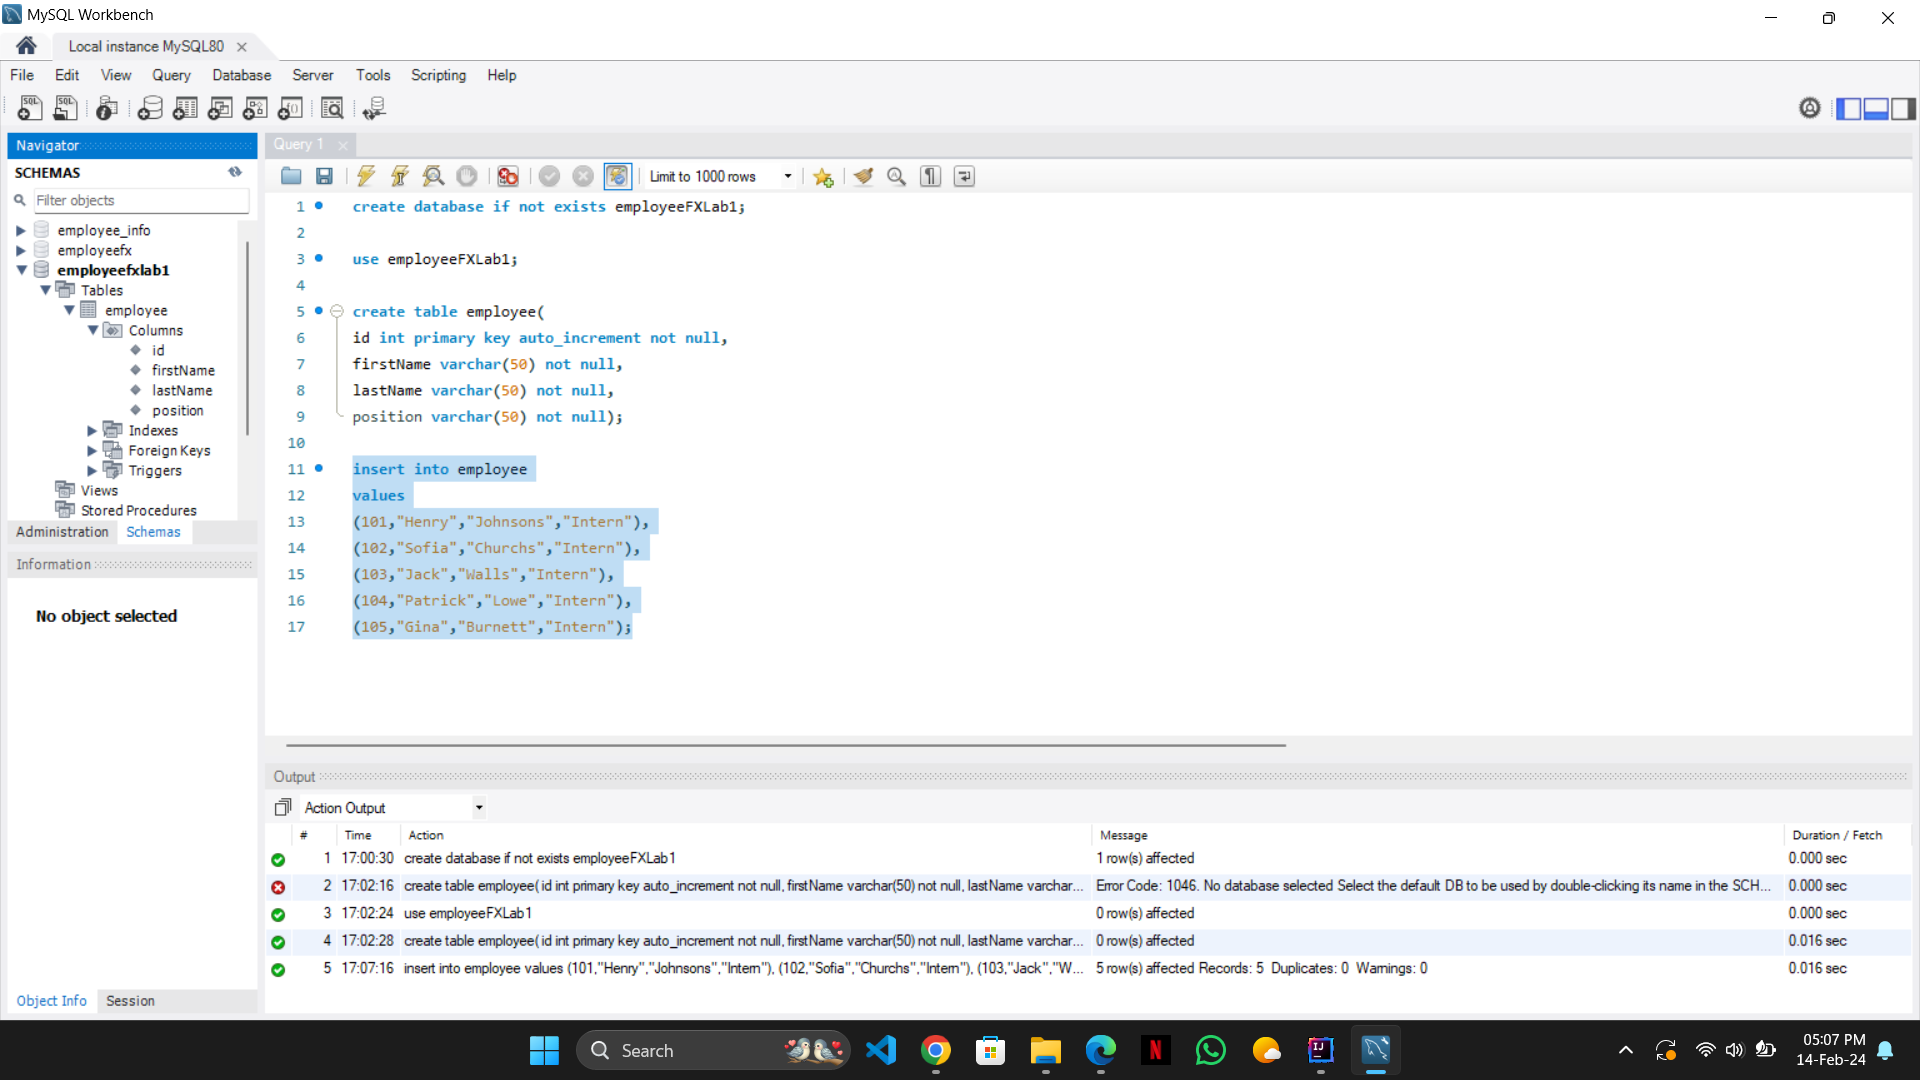 MySQL Workbench
Local instance MySQL80
File Edit View Query Database Server Tools Scripting Help
Navigator
SCHEMAS
Filter objects
employee_info
employeefx
employeefxlab1
Tables
employee
Columns
id
firstName
lastName
position
Indexes
Foreign Keys
Triggers
Views
Stored Procedures
Administration Schemas
Information
No object selected
Object Info Session
Query 1
Limit to 1000 rows
1 create database if not exists employeeFXLab1;
2
3 use employeeFXLab1;
4
5 create table employee(
6 id int primary key auto_increment not null,
7 firstName varchar(50) not null,
8 lastName varchar(50) not null,
9 position varchar(50) not null);
10
11 insert into employee
12 values
13 (101,"Henry","Johnsons","Intern"),
14 (102,"Sofia","Churchs","Intern"),
15 (103,"Jack","Walls","Intern"),
16 (104,"Patrick","Lowe","Intern"),
17 (105,"Gina","Burnett","Intern");
Output
Action Output
# Time Action Message Duration / Fetch
1 17:00:30 create database if not exists employeeFXLab1 1 row(s) affected 0.000 sec
2 17:02:16 create table employee( id int primary key auto_increment not null, firstName varchar(50) not null, lastName varchar... Error Code: 1046. No database selected Select the default DB to be used by double-clicking its name in the SCH... 0.000 sec
3 17:02:24 use employeeFXLab1 0 row(s) affected 0.000 sec
4 17:02:28 create table employee( id int primary key auto_increment not null, firstName varchar(50) not null, lastName varchar... 0 row(s) affected 0.016 sec
5 17:07:16 insert into employee values (101,"Henry","Johnsons","Intern"), (102,"Sofia","Churchs","Intern"), (103,"Jack","W... 5 row(s) affected Records: 5 Duplicates: 0 Warnings: 0 0.016 sec
Search
05:07 PM
14-Feb-24